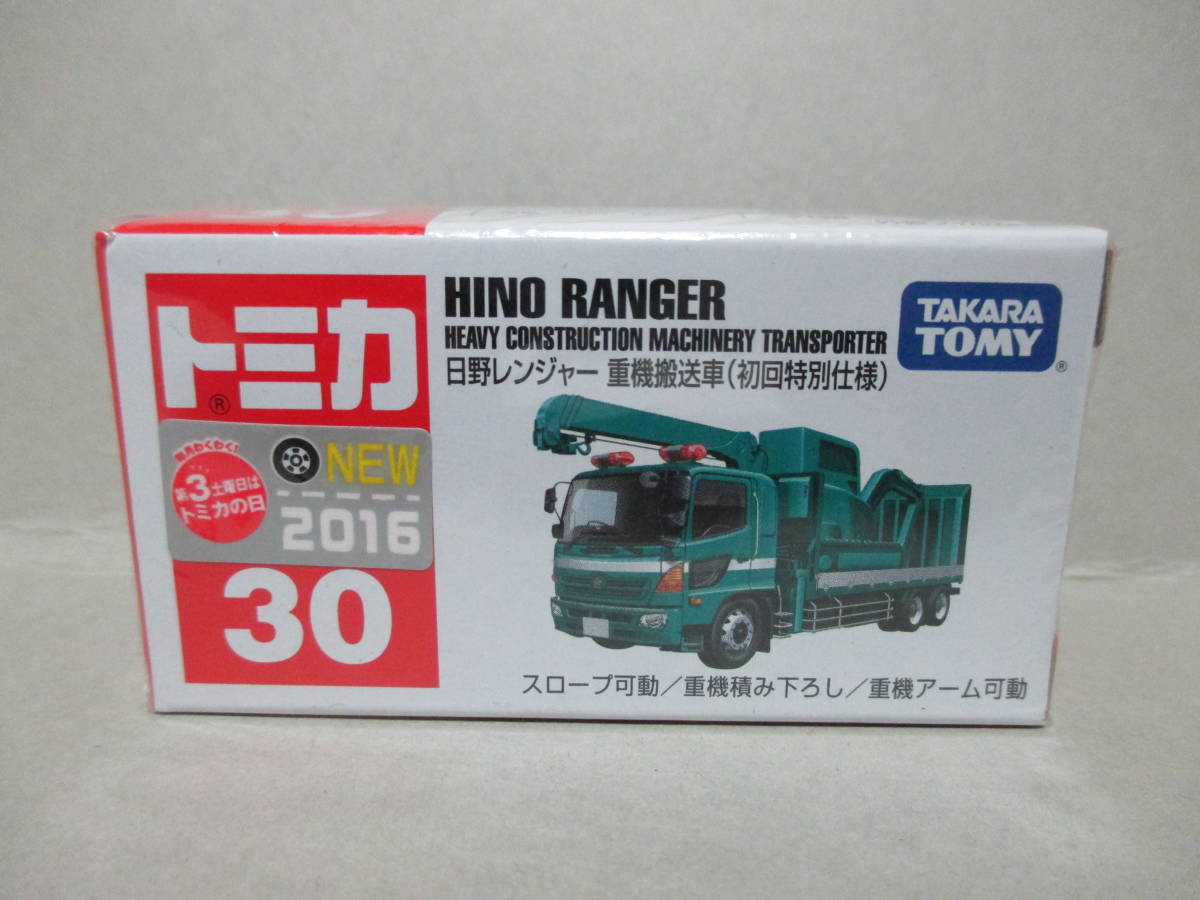 トミカ®
毎月わくわく!
第3土曜日は
トミカの日
NEW
2016
30
HINO RANGER
HEAVY CONSTRUCTION MACHINERY TRANSPORTER
日野レンジャー 重機搬送車(初回特別仕様)
TAKARA
TOMY®
スロープ可動/重機積み下ろし/重機アーム可動